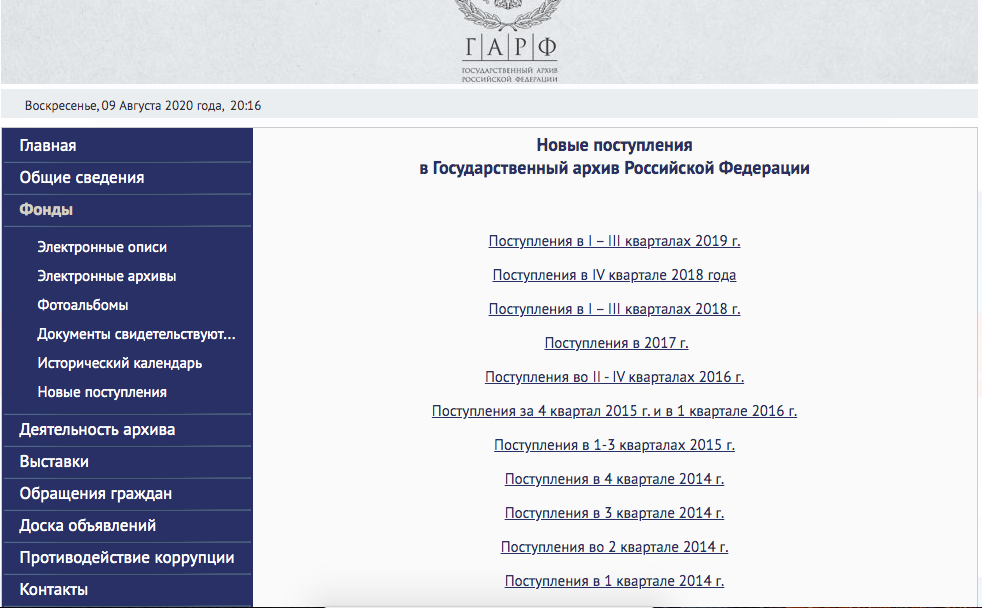 Г|А|Р|Ф
ГОСУДАРСТВЕННЫЙ АРХИВ
РОССИЙСКОЙ ФЕДЕРАЦИИ
Воскресенье, 09 Августа 2020 года, 20:16
Главная
Общие сведения
Фонды
Электронные описи
Электронные архивы
Фотоальбомы
Документы свидетельствуют...
Исторический календарь
Новые поступления
Деятельность архива
Выставки
Обращения граждан
Доска объявлений
Противодействие коррупции
Контакты
Новые поступления
в Государственный архив Российской Федерации
Поступления в I – III кварталах 2019 г.
Поступления в IV квартале 2018 года
Поступления в I – III кварталах 2018 г.
Поступления в 2017 г.
Поступления во II - IV кварталах 2016 г.
Поступления за 4 квартал 2015 г. и в 1 квартале 2016 г.
Поступления в 1-3 кварталах 2015 г.
Поступления в 4 квартале 2014 г.
Поступления в 3 квартале 2014 г.
Поступления во 2 квартале 2014 г.
Поступления в 1 квартале 2014 г.